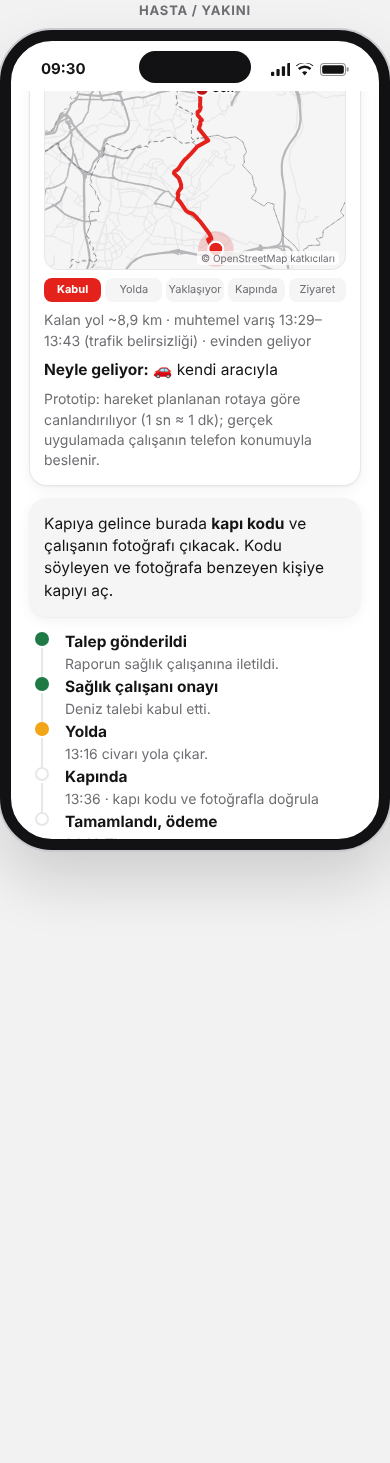 HASTA / YAKINI
09:30
© OpenStreetMap katkıcıları
Kabul Yolda Yaklaşıyor Kapında Ziyaret
Kalan yol ~8,9 km · muhtemel varış 13:29–
13:43 (trafik belirsizliği) · evinden geliyor
Neyle geliyor: 🚗 kendi aracıyla
Prototip: hareket planlanan rotaya göre
canlandırılıyor (1 sn ≈ 1 dk); gerçek
uygulamada çalışanın telefon konumuyla
beslenir.
Kapıya gelince burada kapı kodu ve
çalışanın fotoğrafı çıkacak. Kodu
söyleyen ve fotoğrafa benzeyen kişiye
kapıyı aç.
Talep gönderildi
Raporun sağlık çalışanına iletildi.
Sağlık çalışanı onayı
Deniz talebi kabul etti.
Yolda
13:16 civarı yola çıkar.
Kapında
13:36 · kapı kodu ve fotoğrafla doğrula
Tamamlandı, ödeme